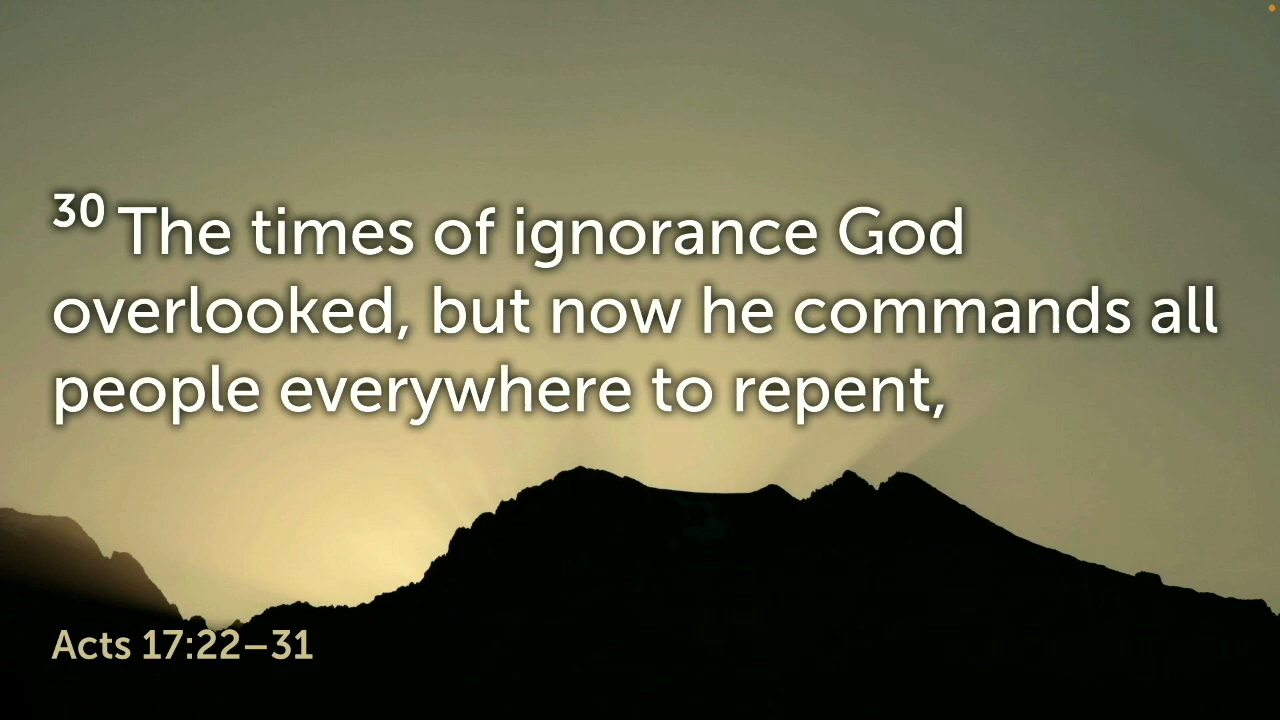 30 The times of ignorance God
overlooked, but now he commands all
people everywhere to repent,
Acts 17:22–31